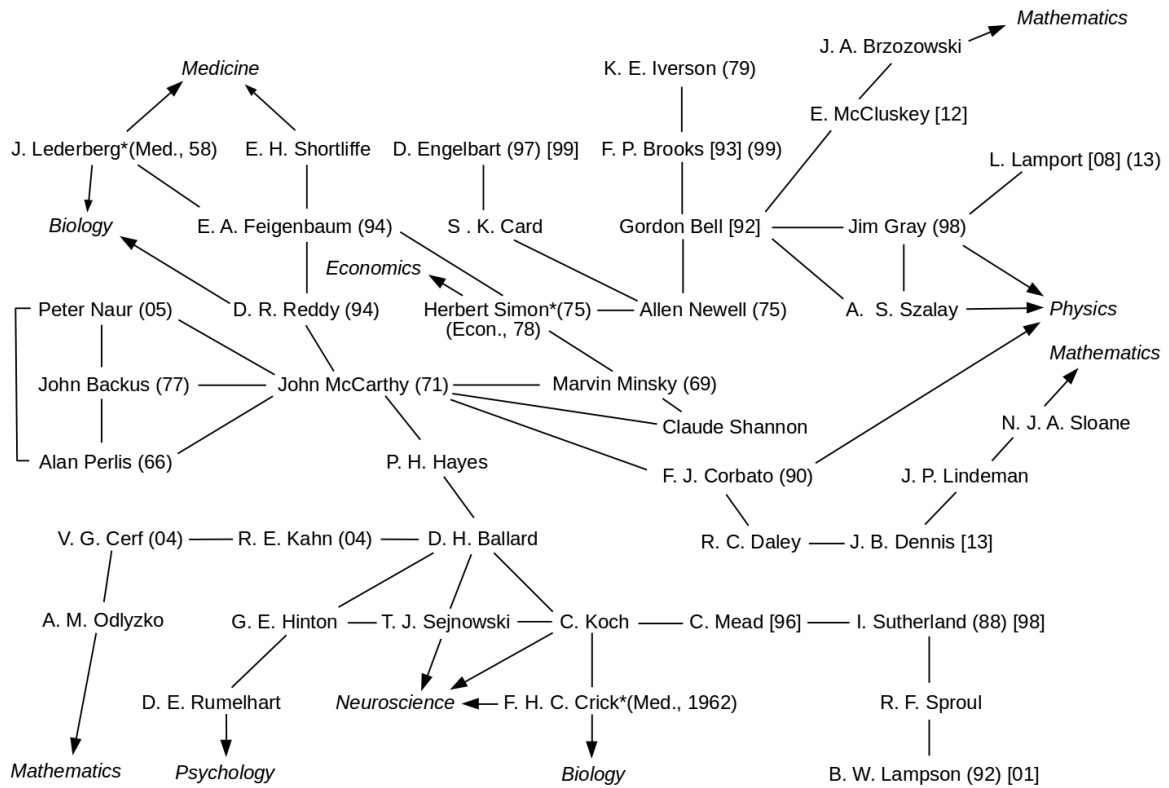 Mathematics
J. A. Brzozowski
Medicine
K. E. Iverson (79)
E. McCluskey [12]
J. Lederberg*(Med., 58)
E. H. Shortliffe
D. Engelbart (97) [99]
F. P. Brooks [93] (99)
L. Lamport [08] (13)
Biology
E. A. Feigenbaum (94)
S . K. Card
Gordon Bell [92]
Jim Gray (98)
Economics
Peter Naur (05)
D. R. Reddy (94)
Herbert Simon*(75)
(Econ., 78)
Allen Newell (75)
A. S. Szalay
Physics
Mathematics
John Backus (77)
John McCarthy (71)
Marvin Minsky (69)
Claude Shannon
N. J. A. Sloane
Alan Perlis (66)
P. H. Hayes
F. J. Corbato (90)
J. P. Lindeman
V. G. Cerf (04)
R. E. Kahn (04)
D. H. Ballard
R. C. Daley
J. B. Dennis [13]
A. M. Odlyzko
G. E. Hinton
T. J. Sejnowski
C. Koch
C. Mead [96]
I. Sutherland (88) [98]
D. E. Rumelhart
Neuroscience
F. H. C. Crick*(Med., 1962)
R. F. Sproul
Mathematics
Psychology
Biology
B. W. Lampson (92) [01]